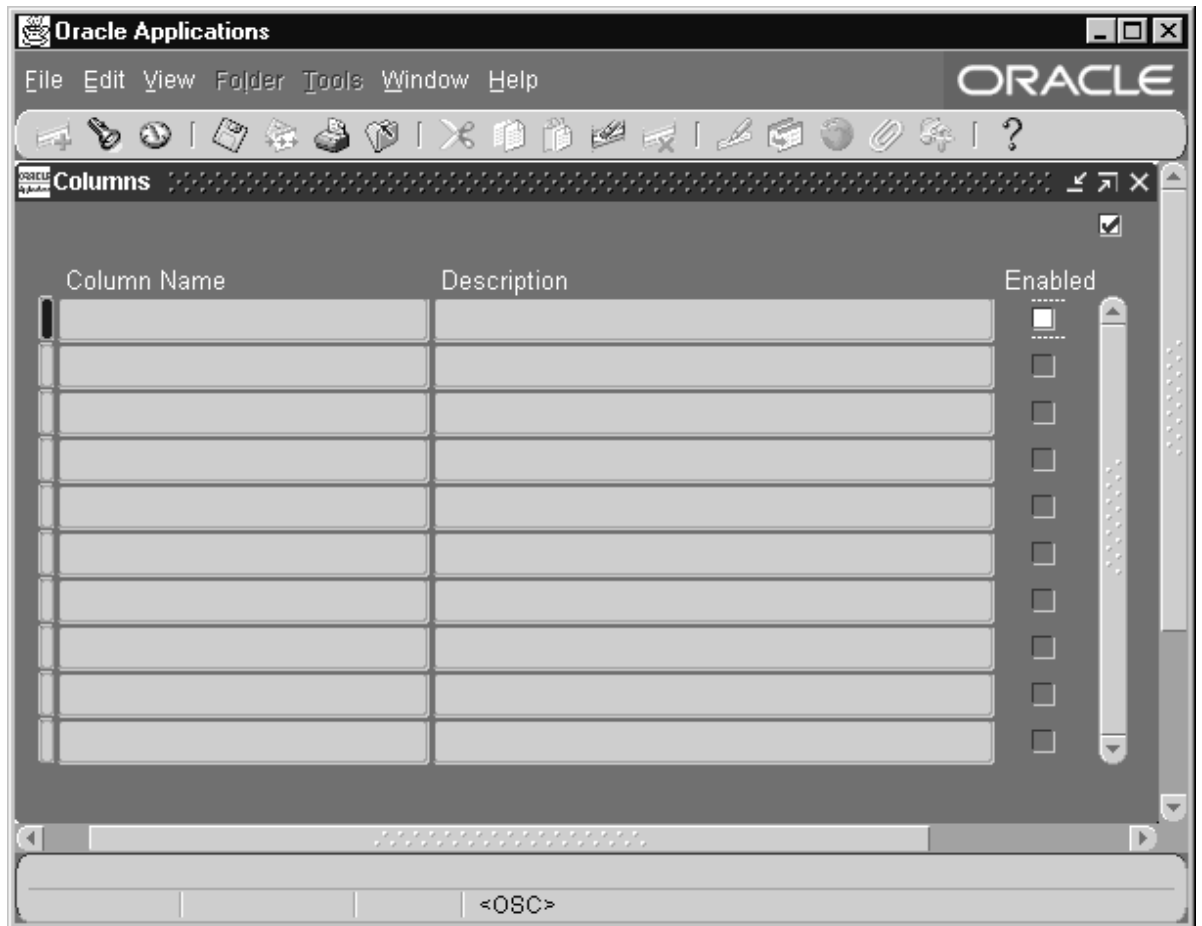 Oracle Applications
File Edit View Folder Tools Window Help
ORACLE
?
Columns
Column Name Description Enabled
<OSC>